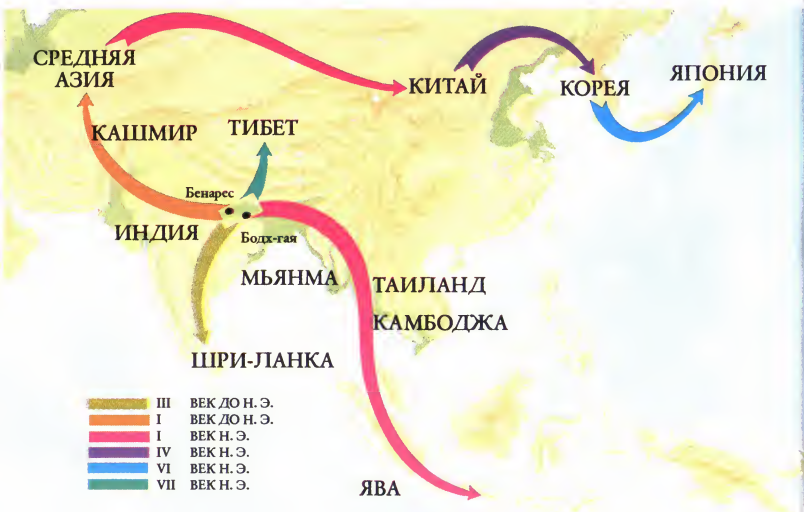 СРЕДНЯЯ
АЗИЯ
КИТАЙ
КОРЕЯ
ЯПОНИЯ
КАШМИР
ТИБЕТ
Бенарес
ИНДИЯ
Бодх-гая
МЬЯНМА
ТАИЛАНД
КАМБОДЖА
ШРИ-ЛАНКА
III ВЕК ДО Н. Э.
I ВЕК ДО Н. Э.
I ВЕК Н. Э.
IV ВЕК Н. Э.
VI ВЕК Н. Э.
VII ВЕК Н. Э.
ЯВА